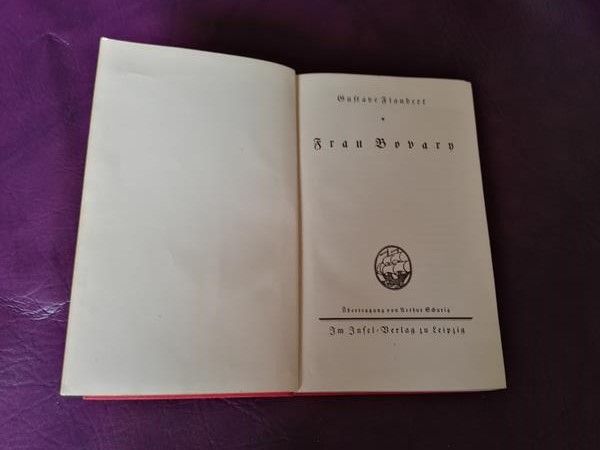 Gustave Flaubert
Frau Bovary
Übertragung von Arthur Schurig
Im Insel-Verlag zu Leipzig